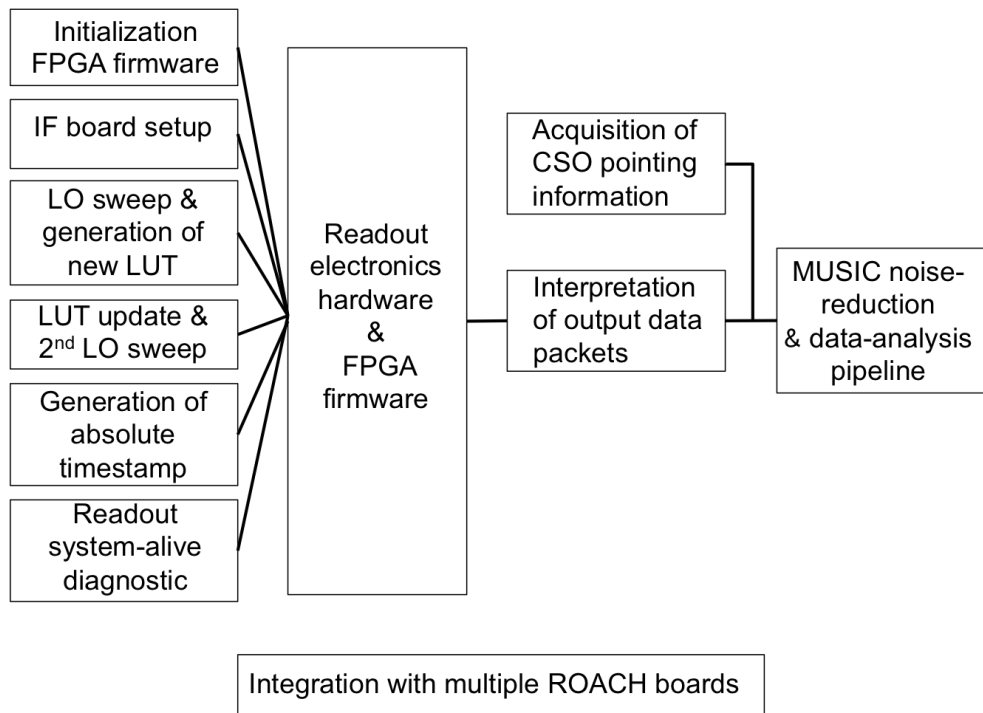 Initialization
FPGA firmware
IF board setup
LO sweep &
generation of
new LUT
LUT update &
2nd LO sweep
Generation of
absolute
timestamp
Readout
system-alive
diagnostic
Readout
electronics
hardware
&
FPGA
firmware
Acquisition of
CSO pointing
information
Interpretation
of output data
packets
MUSIC noise-
reduction
& data-analysis
pipeline
Integration with multiple ROACH boards